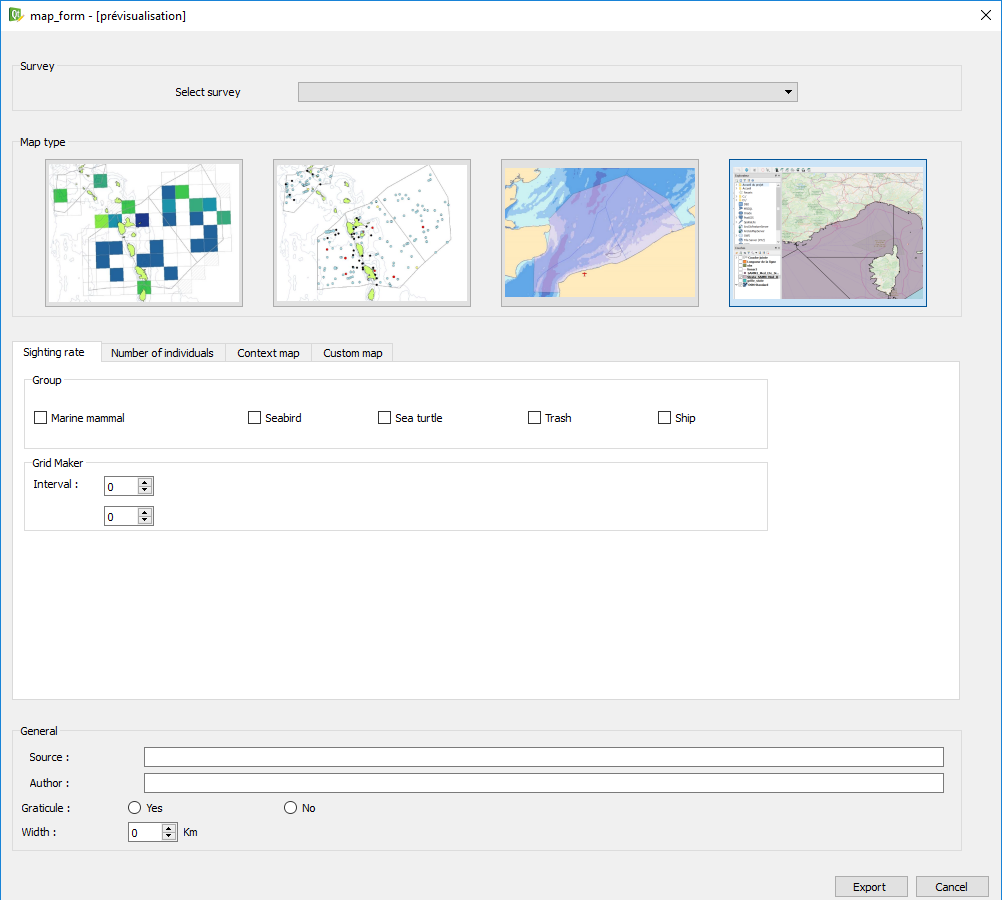 map_form - [prévisualisation]
Survey
Select survey
Map type
Sighting rate
Number of individuals
Context map
Custom map
Group
Marine mammal
Seabird
Sea turtle
Trash
Ship
Grid Maker
Interval :
0
0
General
Source :
Author :
Graticule :
Yes
No
Width :
0
Km
Export
Cancel